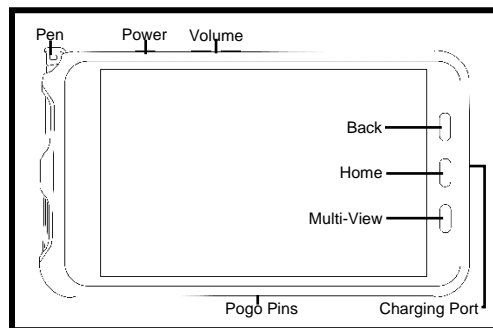 Pen Power Volume
Back
Home
Multi-View
Pogo Pins Charging Port